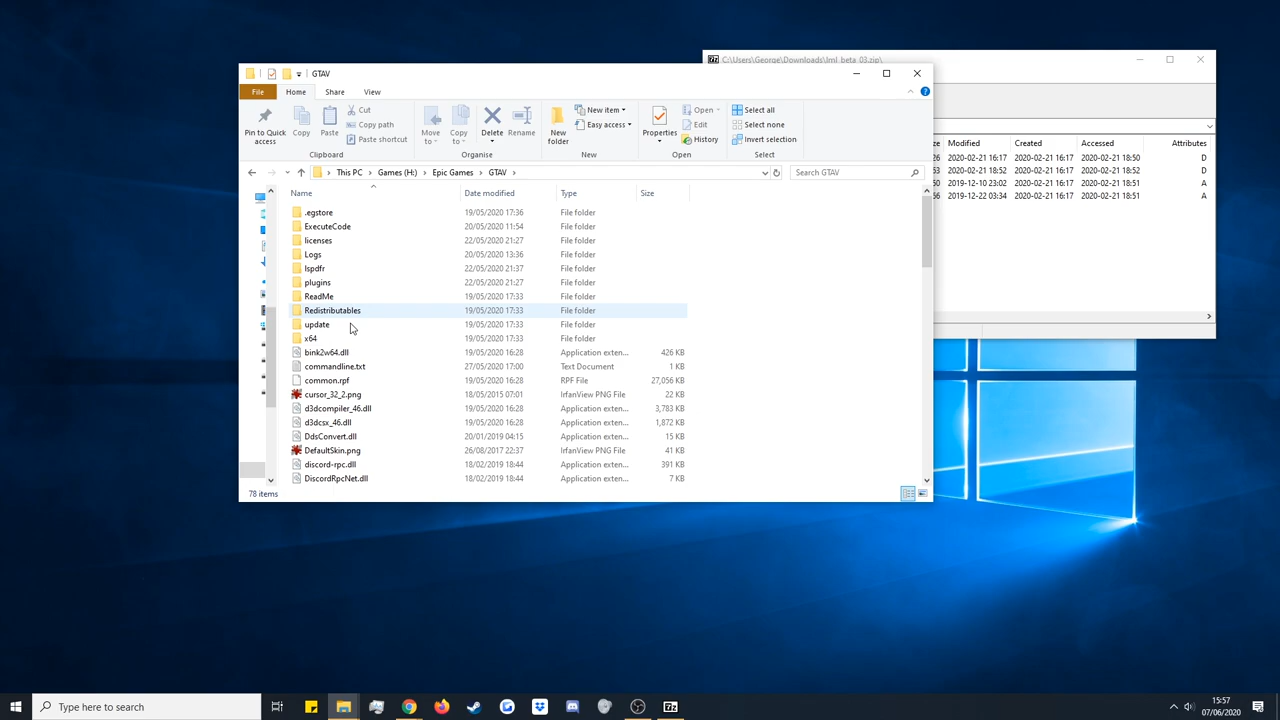 C:\Users\George\Downloads\lml_beta_03.zip\
GTAV
File Home Share View
Pin to Quick access
Copy
Paste
Cut
Copy path
Paste shortcut
Clipboard
Move to
Copy to
Delete
Rename
Organise
New folder
New item
Easy access
New
Properties
Open
Edit
History
Open
Select all
Select none
Invert selection
Select
This PC > Games (H:) > Epic Games > GTAV >
Search GTAV
Name Date modified Type Size
.egstore 19/05/2020 17:36 File folder
ExecuteCode 20/05/2020 11:54 File folder
licenses 22/05/2020 21:27 File folder
Logs 20/05/2020 13:36 File folder
lspdfr 22/05/2020 21:37 File folder
plugins 22/05/2020 21:27 File folder
ReadMe 19/05/2020 17:33 File folder
Redistributables 19/05/2020 17:33 File folder
update 19/05/2020 17:33 File folder
x64 19/05/2020 17:33 File folder
bink2w64.dll 19/05/2020 16:28 Application exten... 426 KB
commandline.txt 27/05/2020 17:00 Text Document 1 KB
common.rpf 19/05/2020 16:28 RPF File 27,056 KB
cursor_32_2.png 18/05/2015 07:01 IrfanView PNG File 22 KB
d3dcompiler_46.dll 19/05/2020 16:28 Application exten... 3,783 KB
d3dcsx_46.dll 19/05/2020 16:28 Application exten... 1,872 KB
DdsConvert.dll 20/01/2019 04:15 Application exten... 15 KB
DefaultSkin.png 26/08/2017 22:37 IrfanView PNG File 41 KB
discord-rpc.dll 18/02/2019 18:44 Application exten... 391 KB
DiscordRpcNet.dll 18/02/2019 18:44 Application exten... 7 KB
78 items
ze Modified Created Accessed Attributes
26 2020-02-21 16:17 2020-02-21 16:17 2020-02-21 18:50 D
53 2020-02-21 18:52 2020-02-21 16:17 2020-02-21 18:52 D
50 2019-12-10 23:02 2020-02-21 16:17 2020-02-21 18:51 A
56 2019-12-22 03:34 2020-02-21 16:17 2020-02-21 18:51 A
Type here to search
15:57
07/06/2020